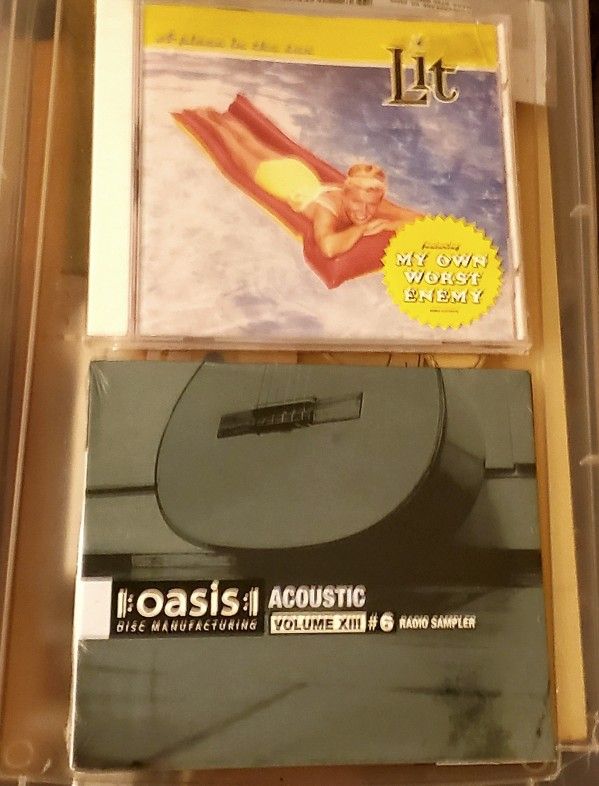 a place in the sun
Lit
featuring
MY OWN
WORST
ENEMY
oasis
DISC MANUFACTURING
ACOUSTIC
VOLUME XIII #6 RADIO SAMPLER